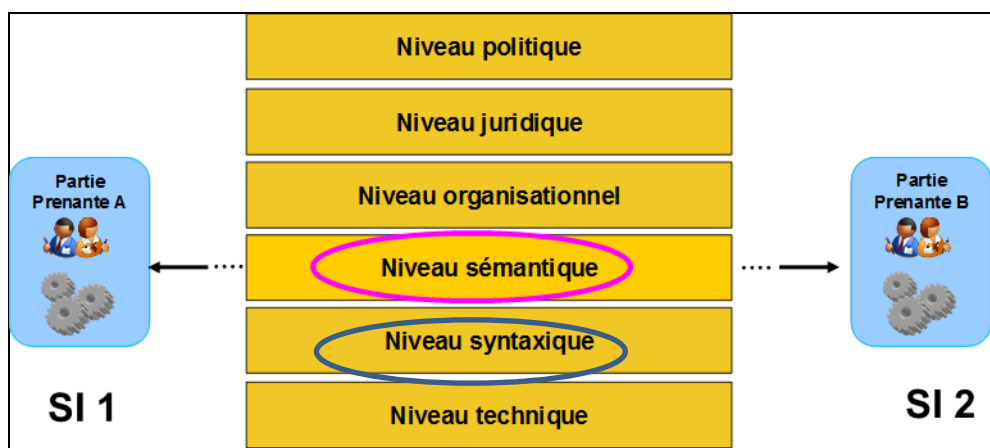 Niveau politique
Niveau juridique
Partie
Prenante A
Niveau organisationnel
Partie
Prenante B
Niveau sémantique
Niveau syntaxique
SI 1
SI 2
Niveau technique